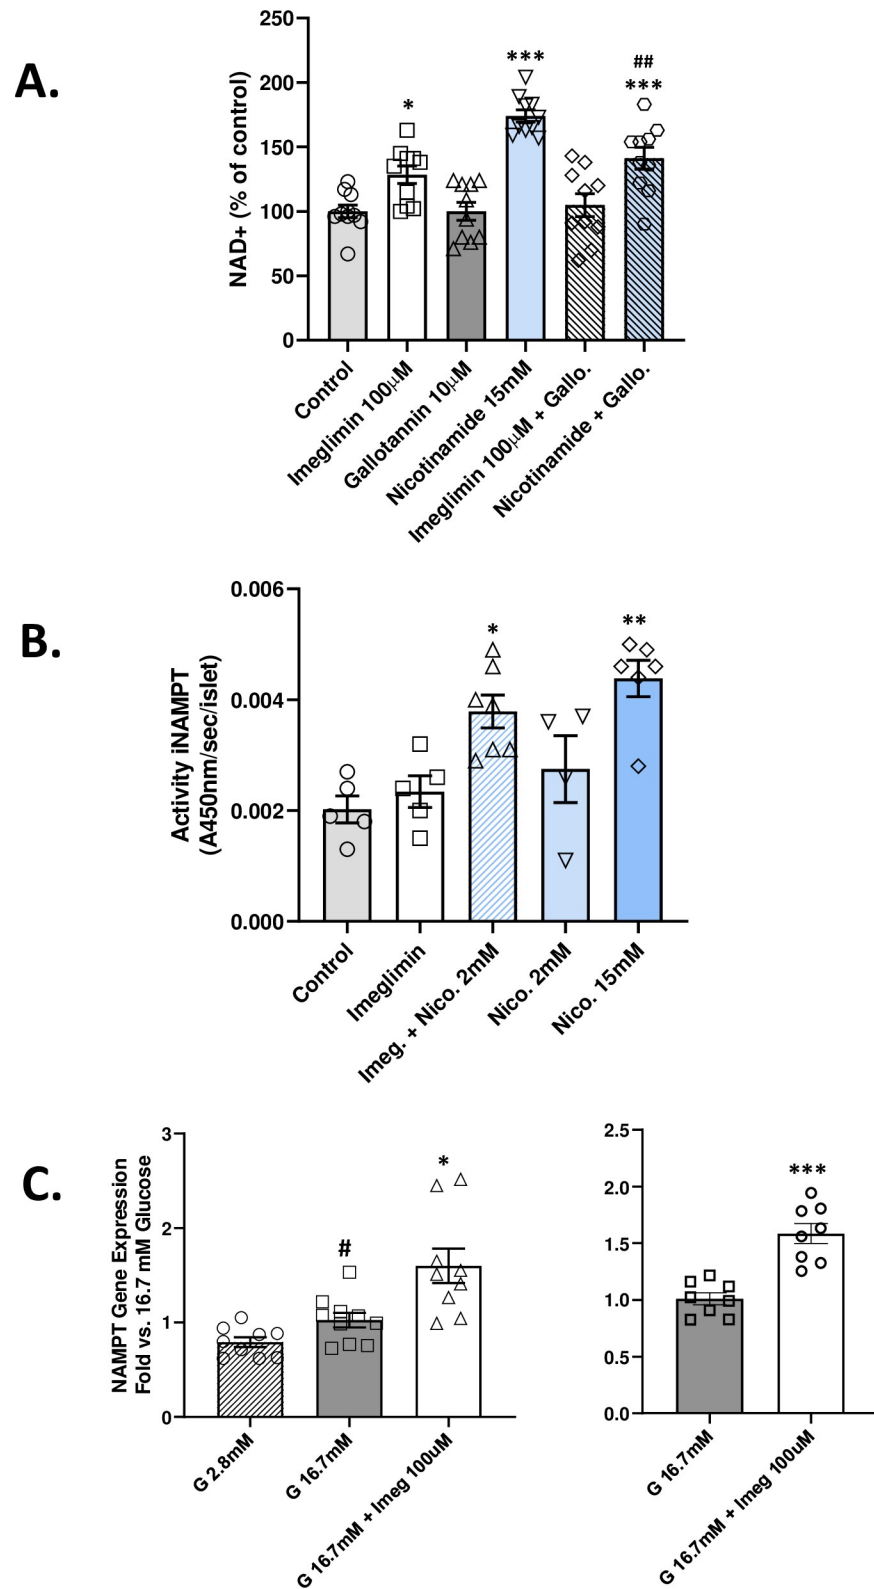 A.
NAD+ (% of control)
250
200
150
100
50
0
*
***
##
***
Control
Imeglimin 100μM
Gallotannin 10μM
Nicotinamide 15mM
Imeglimin 100μM + Gallo.
Nicotinamide + Gallo.
B.
Activity iNAMPT
(A450nm/sec/islet)
0.006
0.004
0.002
0.000
*
**
Control
Imeglimin
Imeg. + Nico. 2mM
Nico. 2mM
Nico. 15mM
C.
NAMPT Gene Expression
Fold vs. 16.7 mM Glucose
3
2
1
0
#
*
G 2.8mM
G 16.7mM
G 16.7mM + Imeg 100uM
2.5
2.0
1.5
1.0
0.5
0.0
***
G 16.7mM
G 16.7mM + Imeg 100uM